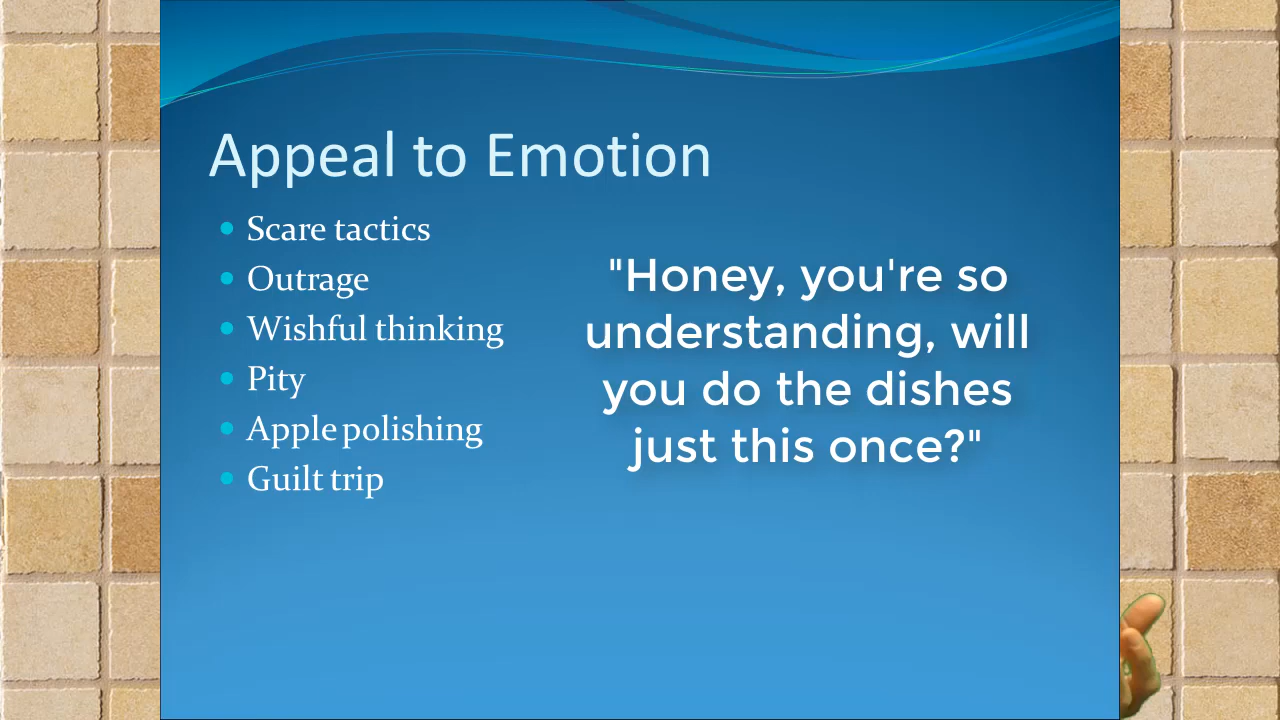 Appeal to Emotion
Scare tactics
Outrage
Wishful thinking
Pity
Apple polishing
Guilt trip
"Honey, you're so
understanding, will
you do the dishes
just this once?"